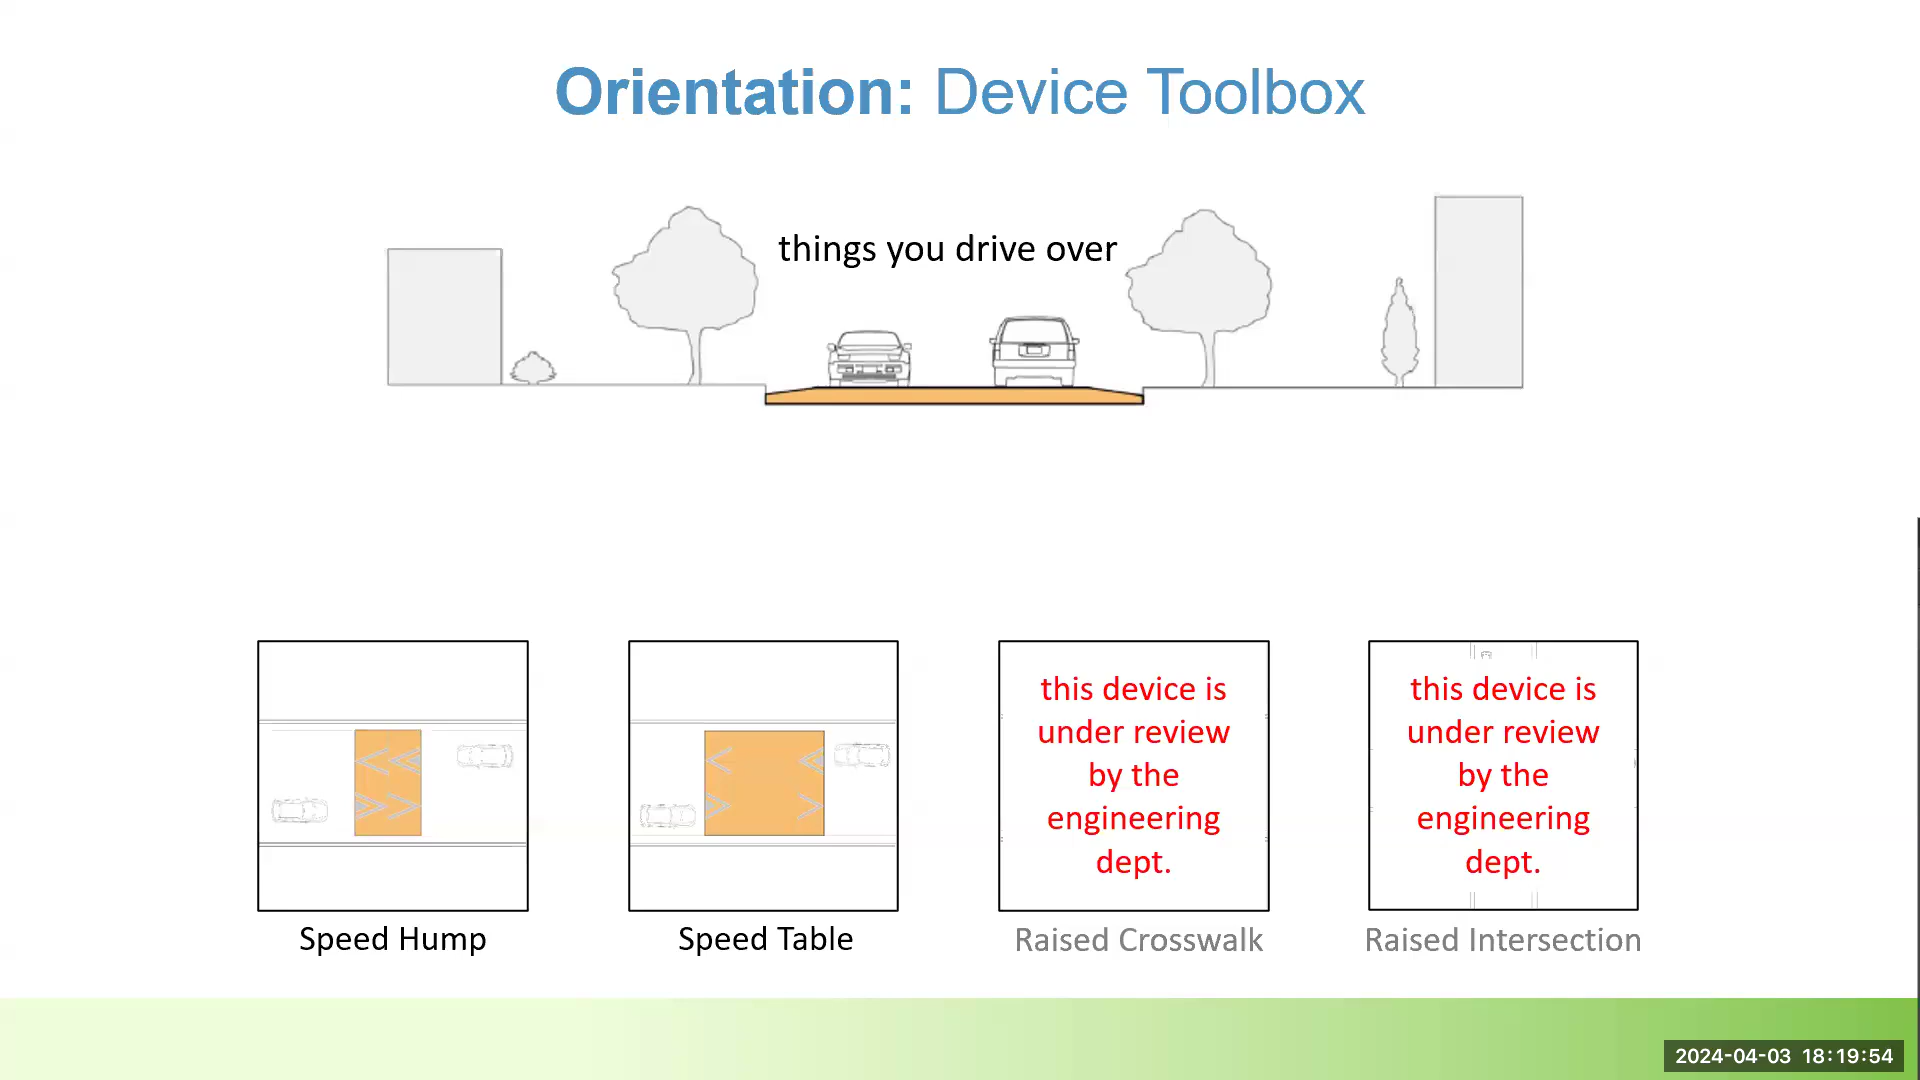 Orientation: Device Toolbox
things you drive over
this device is
under review
by the
engineering
dept.
this device is
under review
by the
engineering
dept.
Speed Hump
Speed Table
Raised Crosswalk
Raised Intersection
2024-04-03 18:19:54